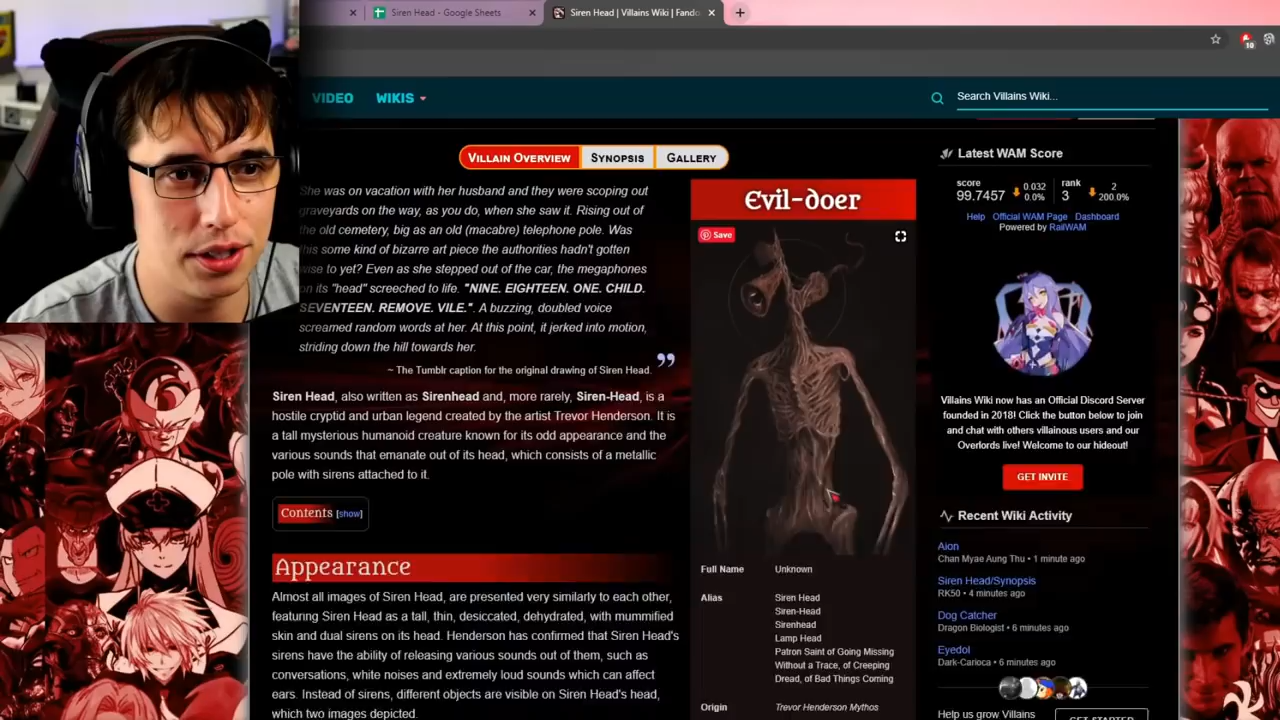 Siren Head - Google Sheets
Siren Head | Villains Wiki | Fando
10
VIDEO
WIKIS
Search Villains Wiki...
VILLAIN OVERVIEW
SYNOPSIS
GALLERY
She was on vacation with her husband and they were scoping out
graveyards on the way, as you do, when she saw it. Rising out of
the old cemetery, big as an old (macabre) telephone pole. Was
this some kind of bizarre art piece the authorities hadn't gotten
wise to yet? Even as she stepped out of the car, the megaphones
on its "head" screeched to life. "NINE. EIGHTEEN. ONE. CHILD.
SEVENTEEN. REMOVE. VILE.". A buzzing, doubled voice
screamed random words at her. At this point, it jerked into motion,
striding down the hill towards her.
”
~ The Tumblr caption for the original drawing of Siren Head.
Siren Head, also written as Sirenhead and, more rarely, Siren-Head, is a
hostile cryptid and urban legend created by the artist Trevor Henderson. It is
a tall mysterious humanoid creature known for its odd appearance and the
various sounds that emanate out of its head, which consists of a metallic
pole with sirens attached to it.
Contents [show]
Appearance
Almost all images of Siren Head, are presented very similarly to each other,
featuring Siren Head as a tall, thin, desiccated, dehydrated, with mummified
skin and dual sirens on its head. Henderson has confirmed that Siren Head's
sirens have the ability of releasing various sounds out of them, such as
conversations, white noises and extremely loud sounds which can affect
ears. Instead of sirens, different objects are visible on Siren Head's head,
which two images depicted.
Evil-doer
Save
Full Name Unknown
Alias Siren Head
Siren-Head
Sirenhead
Lamp Head
Patron Saint of Going Missing
Without a Trace, of Creeping
Dread, of Bad Things Coming
Origin Trevor Henderson Mythos
Latest WAM Score
score
99.7457
0.032
0.0%
rank
3
2
200.0%
Help Official WAM Page Dashboard
Powered by RailWAM
Villains Wiki now has an Official Discord Server
founded in 2018! Click the button below to join
and chat with others villainous users and our
Overlords live! Welcome to our hideout!
GET INVITE
Recent Wiki Activity
Aion
Chan Myae Aung Thu • 1 minute ago
Siren Head/Synopsis
RK50 • 4 minutes ago
Dog Catcher
Dragon Biologist • 6 minutes ago
Eyedol
Dark-Carioca • 6 minutes ago
Help us grow Villains
GET STARTED